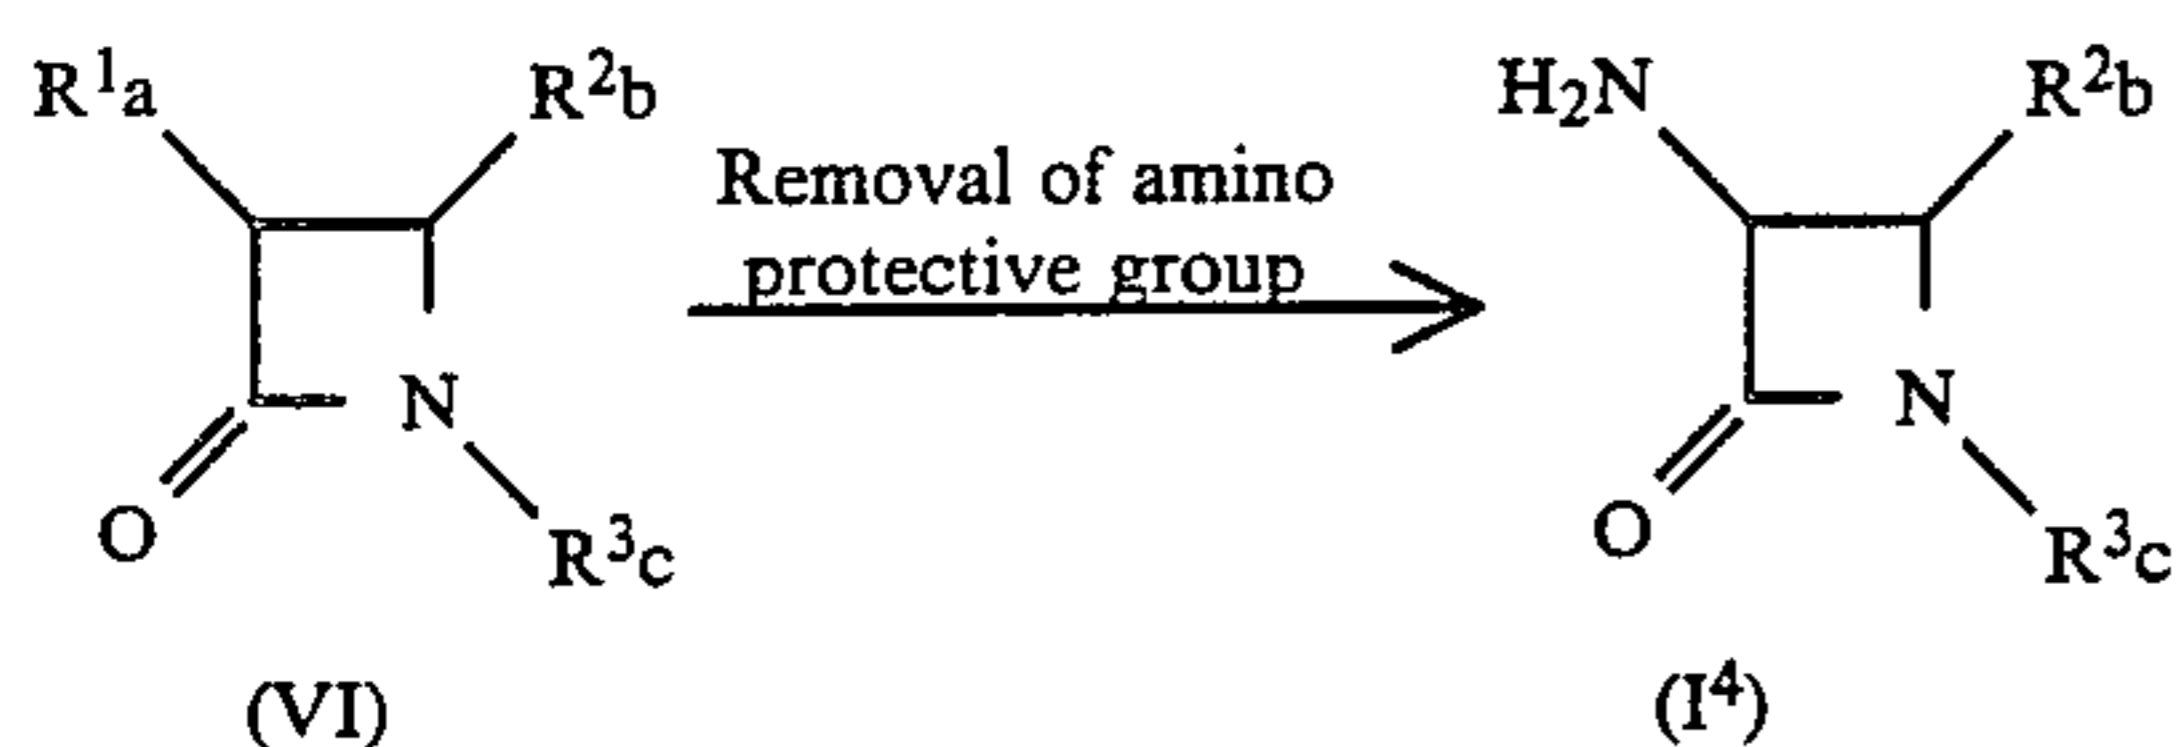 R¹a R²b
Removal of amino
protective group
H₂N R²b
O N
R³c
O N
R³c
(VI) (I⁴)